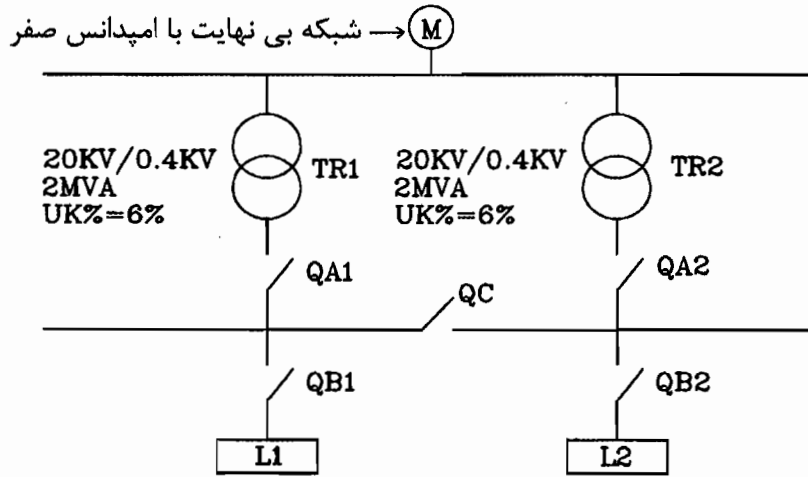 شبکه بی نهایت با امپدانس صفر
M
20KV/0.4KV
2MVA
UK%=6%
TR1
20KV/0.4KV
2MVA
UK%=6%
TR2
QA1
QA2
QC
QB1
QB2
L1
L2